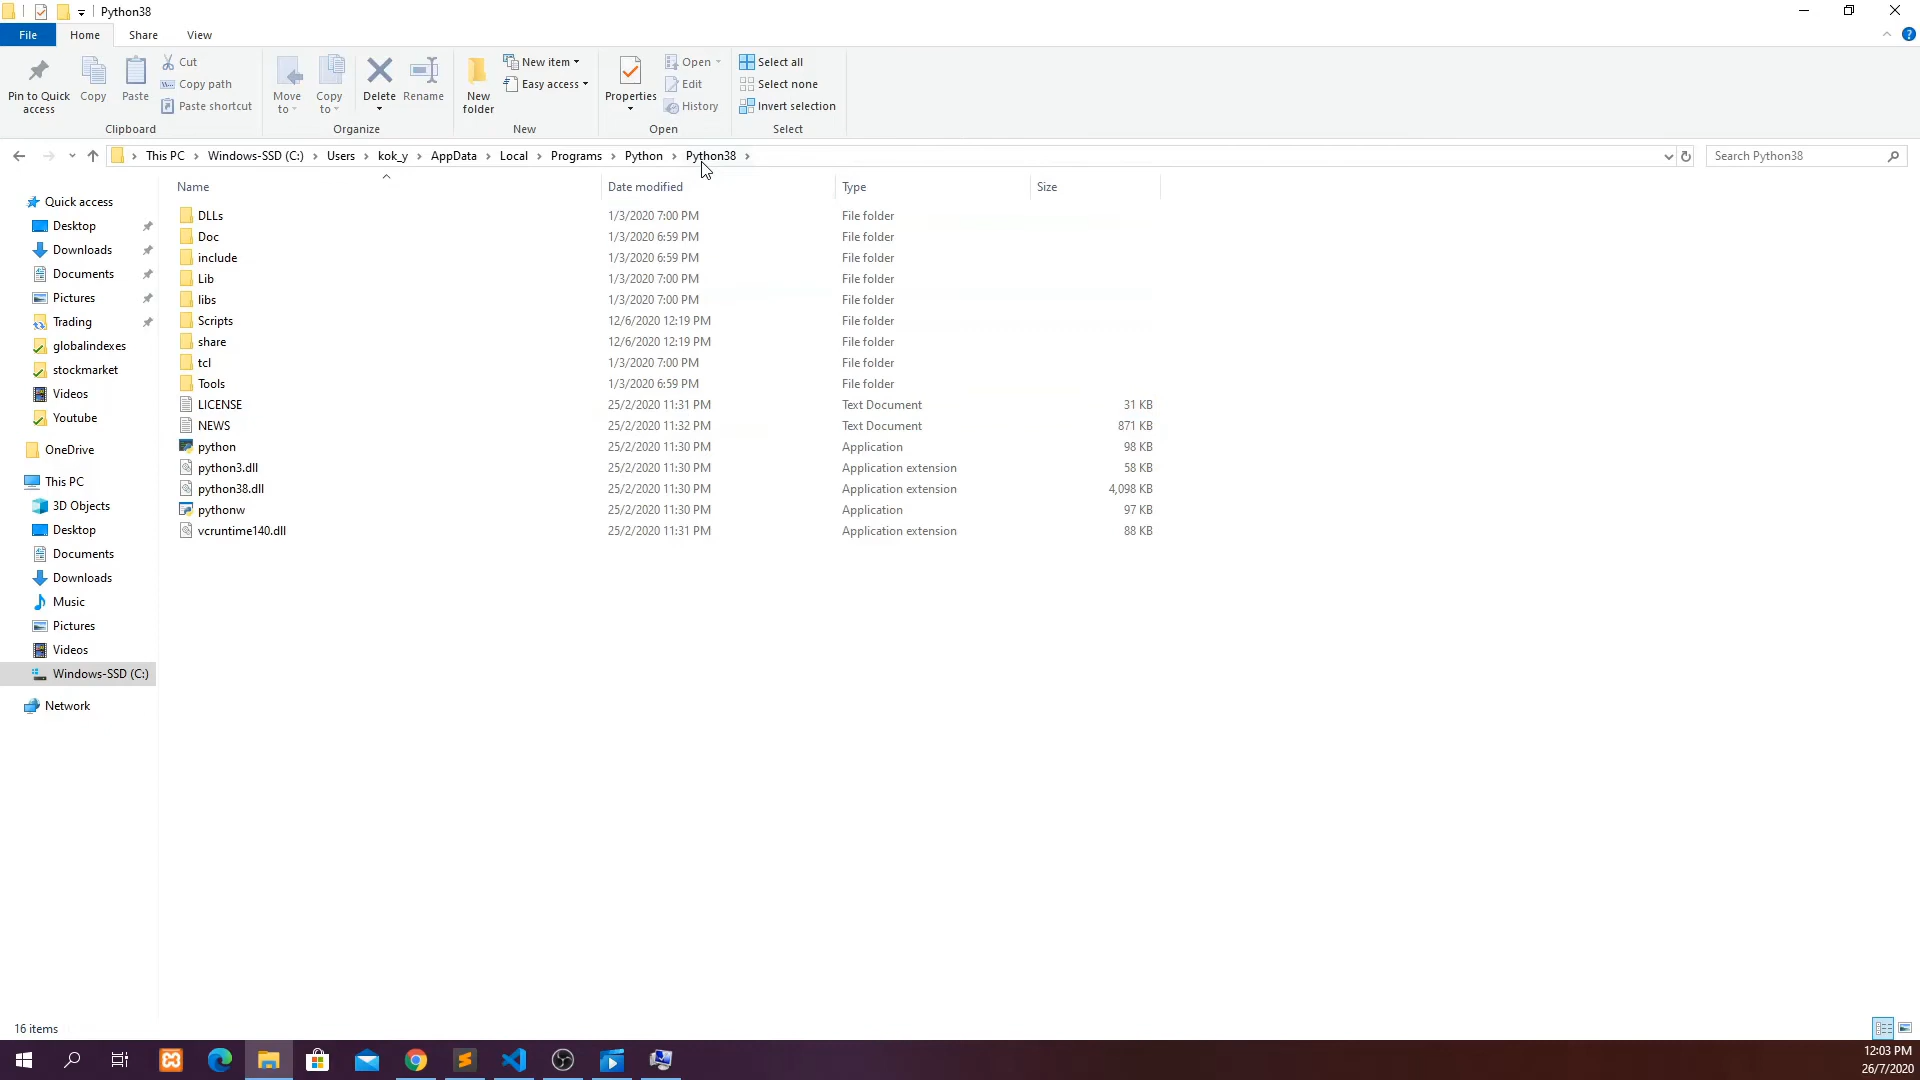 Python38
File Home Share View
Pin to Quick access
Copy
Paste
Cut
Copy path
Paste shortcut
Clipboard
Move to
Copy to
Delete
Rename
Organize
New folder
New item
Easy access
New
Properties
Open
Edit
History
Open
Select all
Select none
Invert selection
Select
This PC Windows-SSD (C:) Users kok_y AppData Local Programs Python Python38
Search Python38
Quick access
Desktop
Downloads
Documents
Pictures
Trading
globalindexes
stockmarket
Videos
Youtube
OneDrive
This PC
3D Objects
Desktop
Documents
Downloads
Music
Pictures
Videos
Windows-SSD (C:)
Network
Name Date modified Type Size
DLLs 1/3/2020 7:00 PM File folder
Doc 1/3/2020 6:59 PM File folder
include 1/3/2020 6:59 PM File folder
Lib 1/3/2020 7:00 PM File folder
libs 1/3/2020 7:00 PM File folder
Scripts 12/6/2020 12:19 PM File folder
share 12/6/2020 12:19 PM File folder
tcl 1/3/2020 7:00 PM File folder
Tools 1/3/2020 6:59 PM File folder
LICENSE 25/2/2020 11:31 PM Text Document 31 KB
NEWS 25/2/2020 11:32 PM Text Document 871 KB
python 25/2/2020 11:30 PM Application 98 KB
python3.dll 25/2/2020 11:30 PM Application extension 58 KB
python38.dll 25/2/2020 11:30 PM Application extension 4,098 KB
pythonw 25/2/2020 11:30 PM Application 97 KB
vcruntime140.dll 25/2/2020 11:31 PM Application extension 88 KB
16 items
12:03 PM
26/7/2020